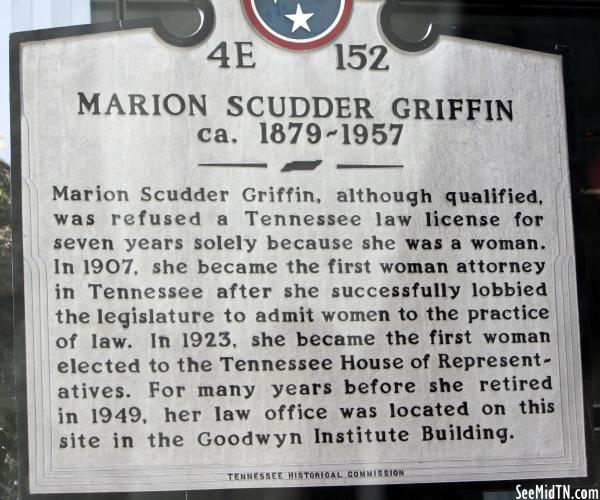 4E 152
MARION SCUDDER GRIFFIN
ca. 1879~1957
Marion Scudder Griffin, although qualified,
was refused a Tennessee law license for
seven years solely because she was a woman.
In 1907, she became the first woman attorney
in Tennessee after she successfully lobbied
the legislature to admit women to the practice
of law. In 1923, she became the first woman
elected to the Tennessee House of Represent-
atives. For many years before she retired
in 1949, her law office was located on this
site in the Goodwyn Institute Building.
TENNESSEE HISTORICAL COMMISSION
SeeMidTN.com